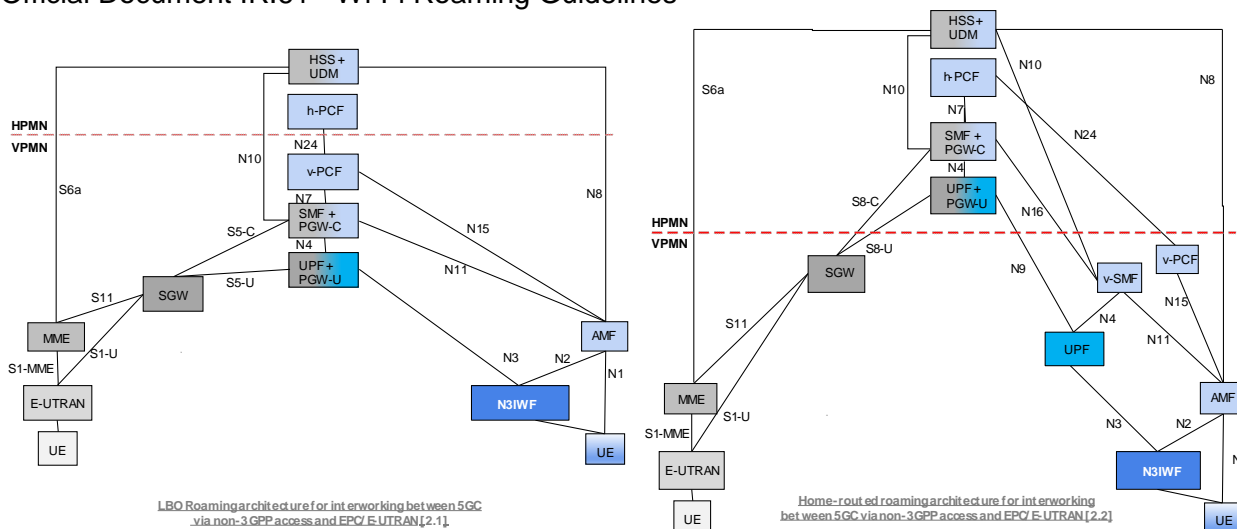 Official Document IR.61 - Wi-Fi Roaming Guidelines
HSS +
UDM
h-PCF
HPMN
VPMN
N24
N10
v-PCF
S6a
N8
N7
SMF +
PGW-C
N15
S5-C
N4
N11
UPF +
PGW-U
S5-U
SGW
S11
MME
AMF
S1-U
N3
N2
S1-MME
N1
E-UTRAN
N3IWF
UE
UE
LBO Roaming architecture for interworking between 5GC
via non-3GPP access and EPC/E-UTRAN [2.1]
HSS +
UDM
N10
h-PCF
N8
S6a
N10
N7
SMF +
PGW-C
N24
N4
S8-C
UPF +
PGW-U
N16
HPMN
VPMN
S8-U
v-PCF
SGW
N9
v-SMF
N15
N4
S11
UPF
N11
MME
AMF
S1-U
N3
N2
S1-MME
N3IWF
E-UTRAN
UE
UE
Home-routed roaming architecture for interworking
between 5GC via non-3GPP access and EPC/E-UTRAN [2.2]